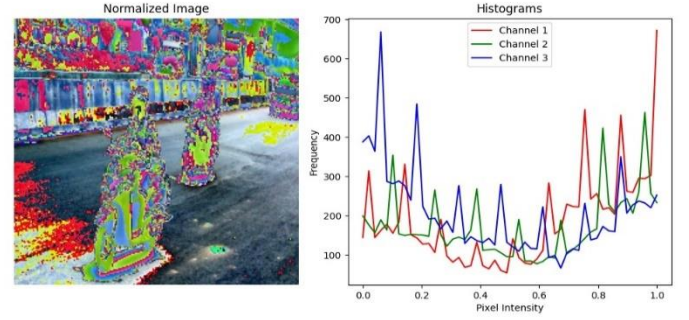 Normalized Image
Histograms
Channel 1
Channel 2
Channel 3
700
600
500
400
300
200
100
Frequency
0.0 0.2 0.4 0.6 0.8 1.0
Pixel Intensity